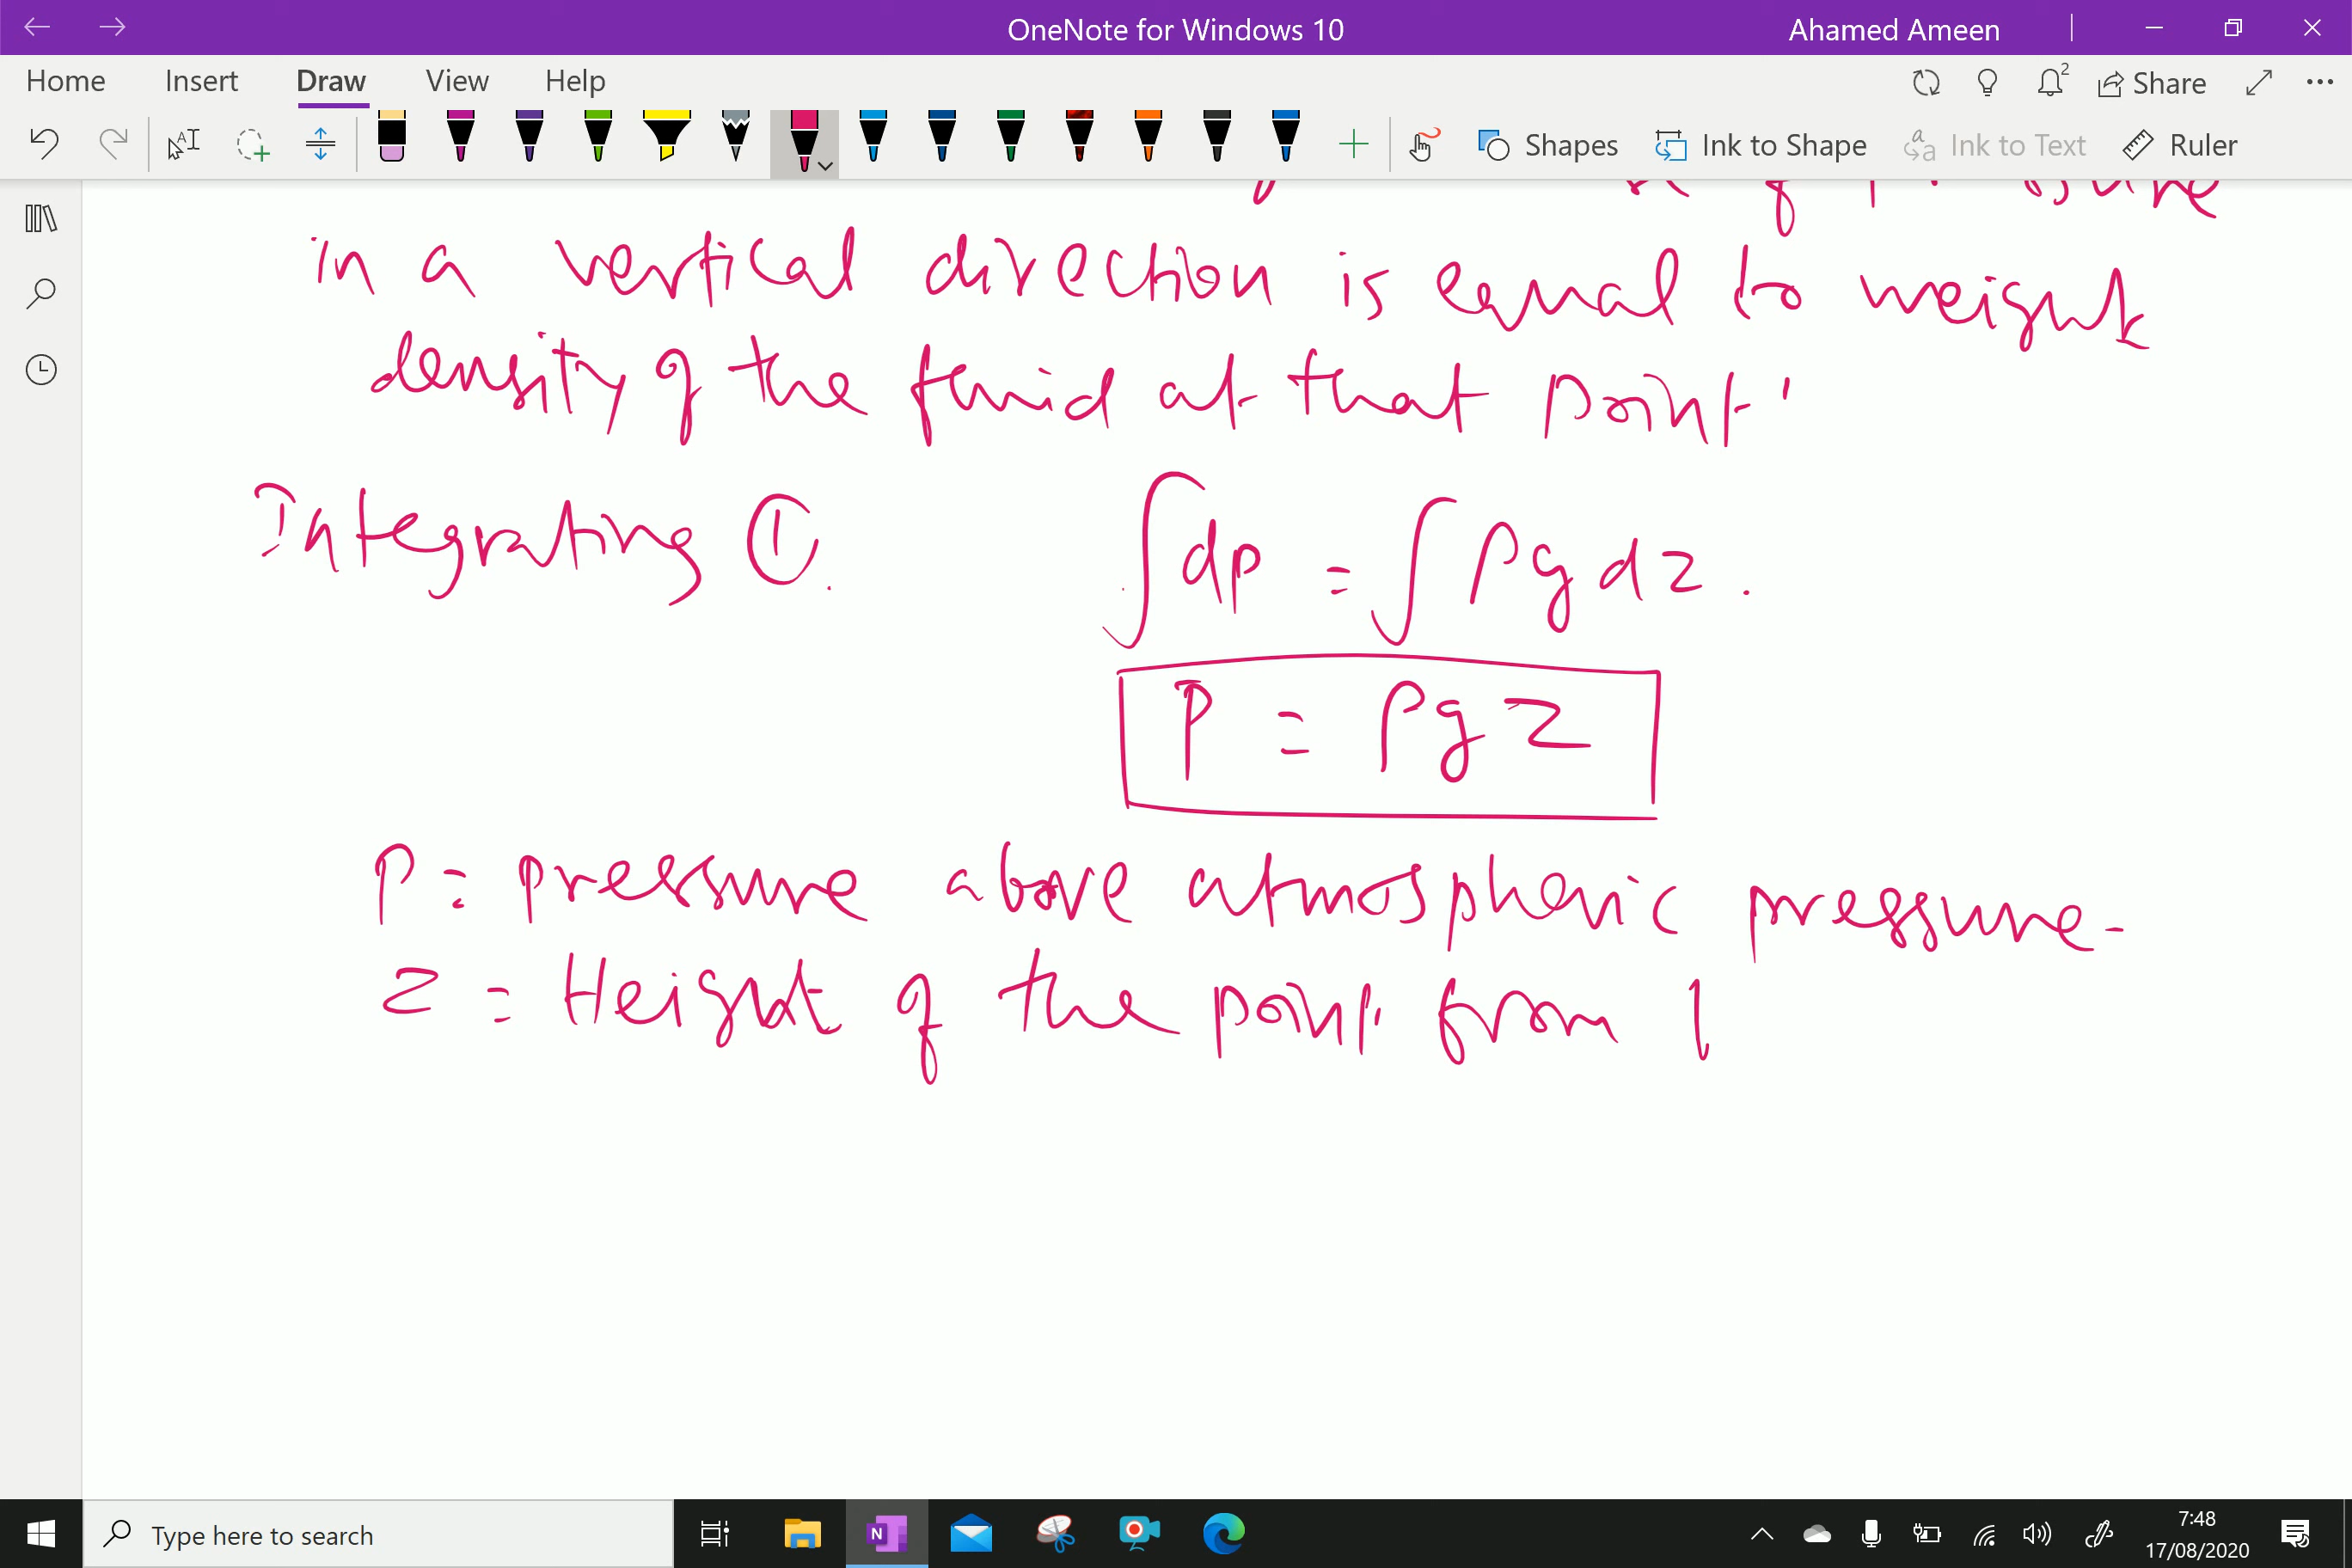 OneNote for Windows 10 Ahamed Ameen
Home Insert Draw View Help 2 Share
Shapes Ink to Shape Ink to Text Ruler
in a vertical direction is equal to weight
density of the fluid at that point.
Integrating ①. ∫dp = ∫ρg dz.
P = ρg z
P = pressure above atmospheric pressure-
z = Height of the point from
Type here to search 7:48
17/08/2020